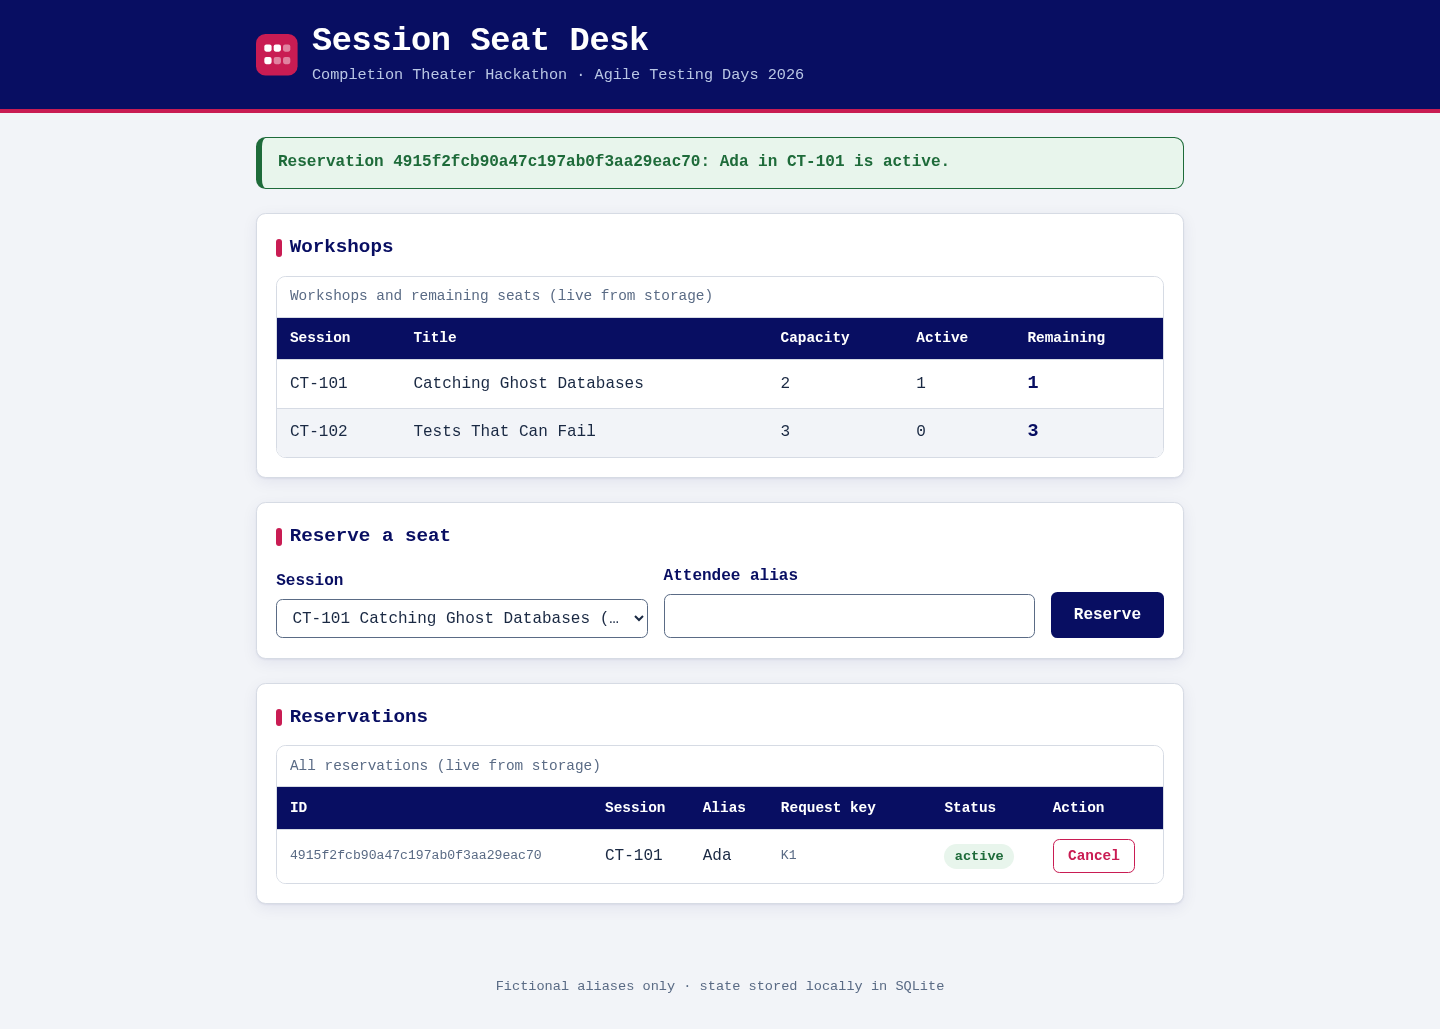 Session Seat Desk
Completion Theater Hackathon · Agile Testing Days 2026
Reservation 4915f2fcb90a47c197ab0f3aa29eac70: Ada in CT-101 is active.
Workshops
Workshops and remaining seats (live from storage)
Session Title Capacity Active Remaining
CT-101 Catching Ghost Databases 2 1 1
CT-102 Tests That Can Fail 3 0 3
Reserve a seat
Session Attendee alias
CT-101 Catching Ghost Databases (… Reserve
Reservations
All reservations (live from storage)
ID Session Alias Request key Status Action
4915f2fcb90a47c197ab0f3aa29eac70 CT-101 Ada K1 active Cancel
Fictional aliases only · state stored locally in SQLite